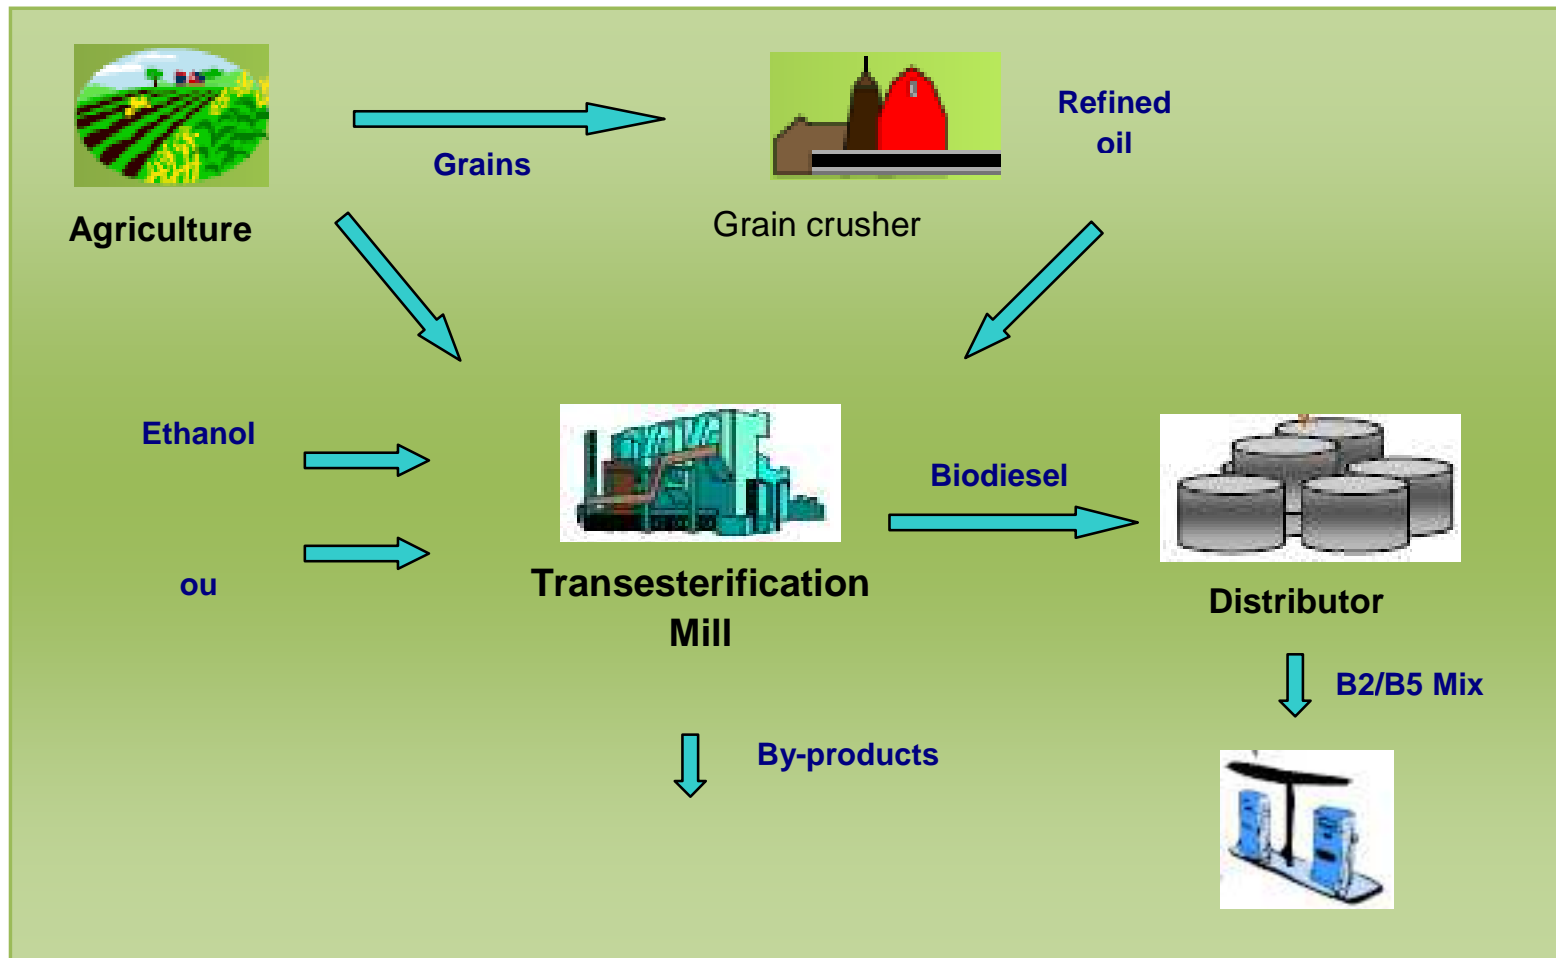 Refined
oil
Grains
Agriculture
Grain crusher
Ethanol
Biodiesel
ou
Transesterification
Mill
Distributor
B2/B5 Mix
By-products